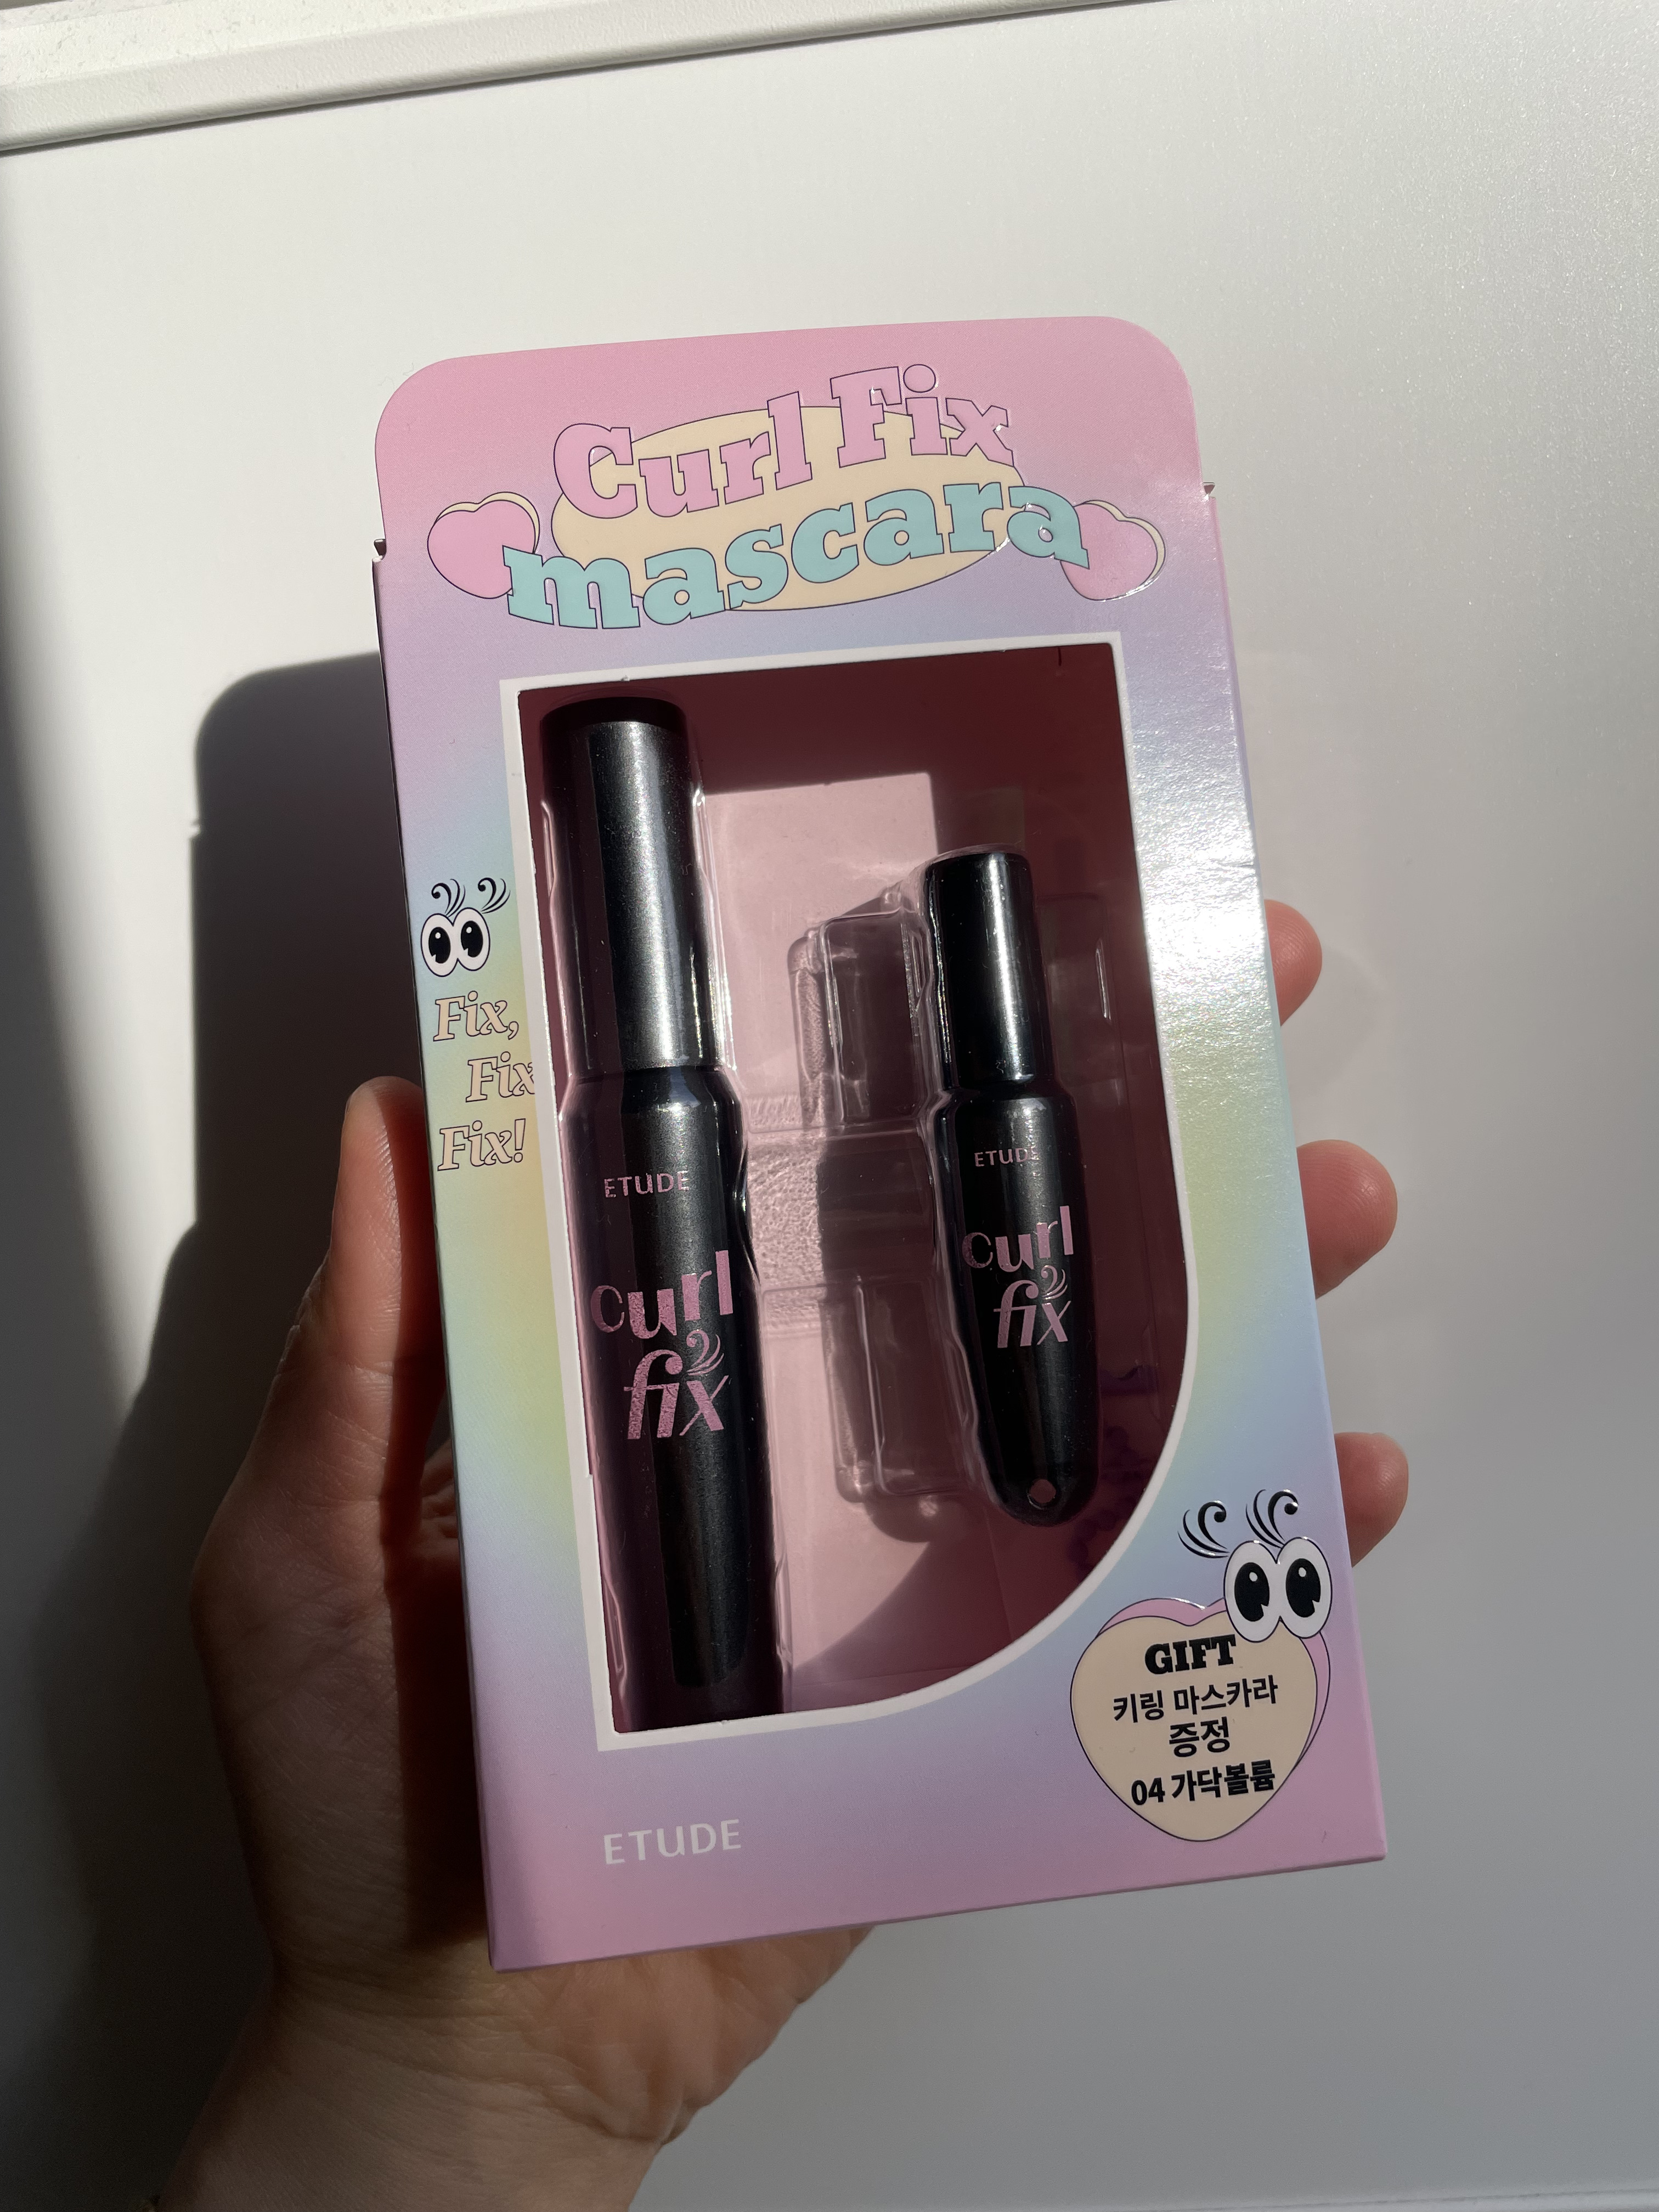 Curl Fix
mascara
Fix,
Fix
Fix!
ETUDE
curl
fix
ETUDE
curl
fix
GIFT
키링 마스카라
증정
04 가닥볼륨
ETUDE